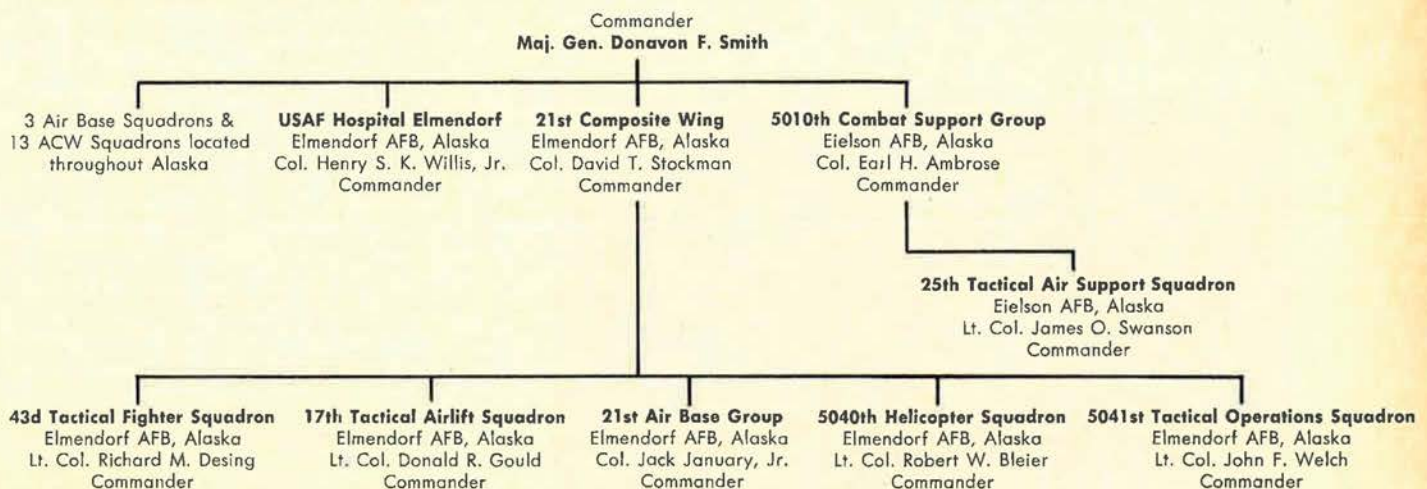 Commander
Maj. Gen. Donavon F. Smith
3 Air Base Squadrons &
13 ACW Squadrons located
throughout Alaska
USAF Hospital Elmendorf
Elmendorf AFB, Alaska
Col. Henry S. K. Willis, Jr.
Commander
21st Composite Wing
Elmendorf AFB, Alaska
Col. David T. Stockman
Commander
5010th Combat Support Group
Eielson AFB, Alaska
Col. Earl H. Ambrose
Commander
25th Tactical Air Support Squadron
Eielson AFB, Alaska
Lt. Col. James O. Swanson
Commander
43d Tactical Fighter Squadron
Elmendorf AFB, Alaska
Lt. Col. Richard M. Desing
Commander
17th Tactical Airlift Squadron
Elmendorf AFB, Alaska
Lt. Col. Donald R. Gould
Commander
21st Air Base Group
Elmendorf AFB, Alaska
Col. Jack January, Jr.
Commander
5040th Helicopter Squadron
Elmendorf AFB, Alaska
Lt. Col. Robert W. Bleier
Commander
5041st Tactical Operations Squadron
Elmendorf AFB, Alaska
Lt. Col. John F. Welch
Commander